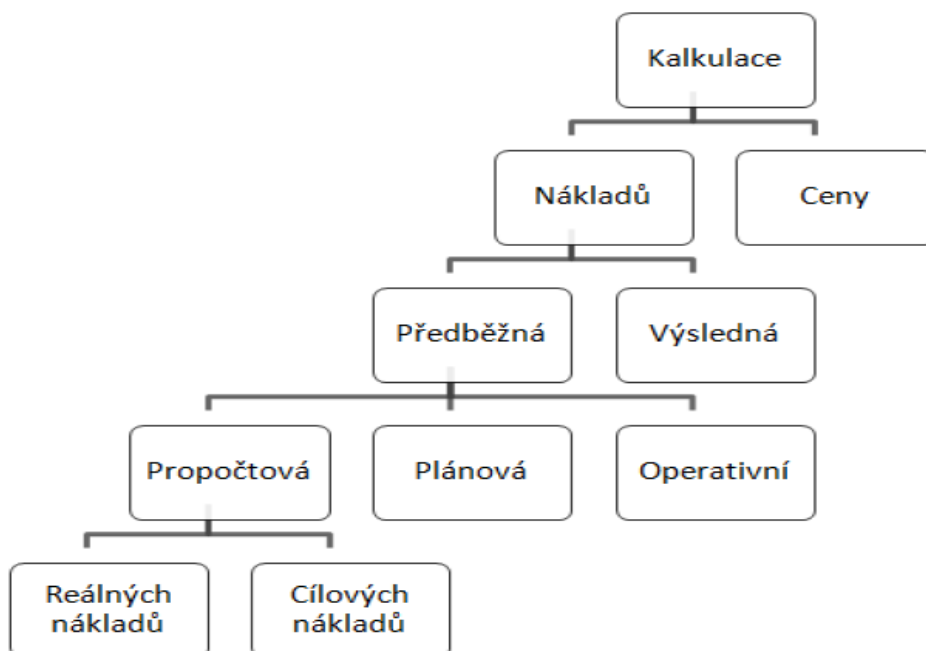 Kalkulace
Nákladů
Ceny
Předběžná
Výsledná
Propočtová
Plánová
Operativní
Reálných
nákladů
Cílových
nákladů